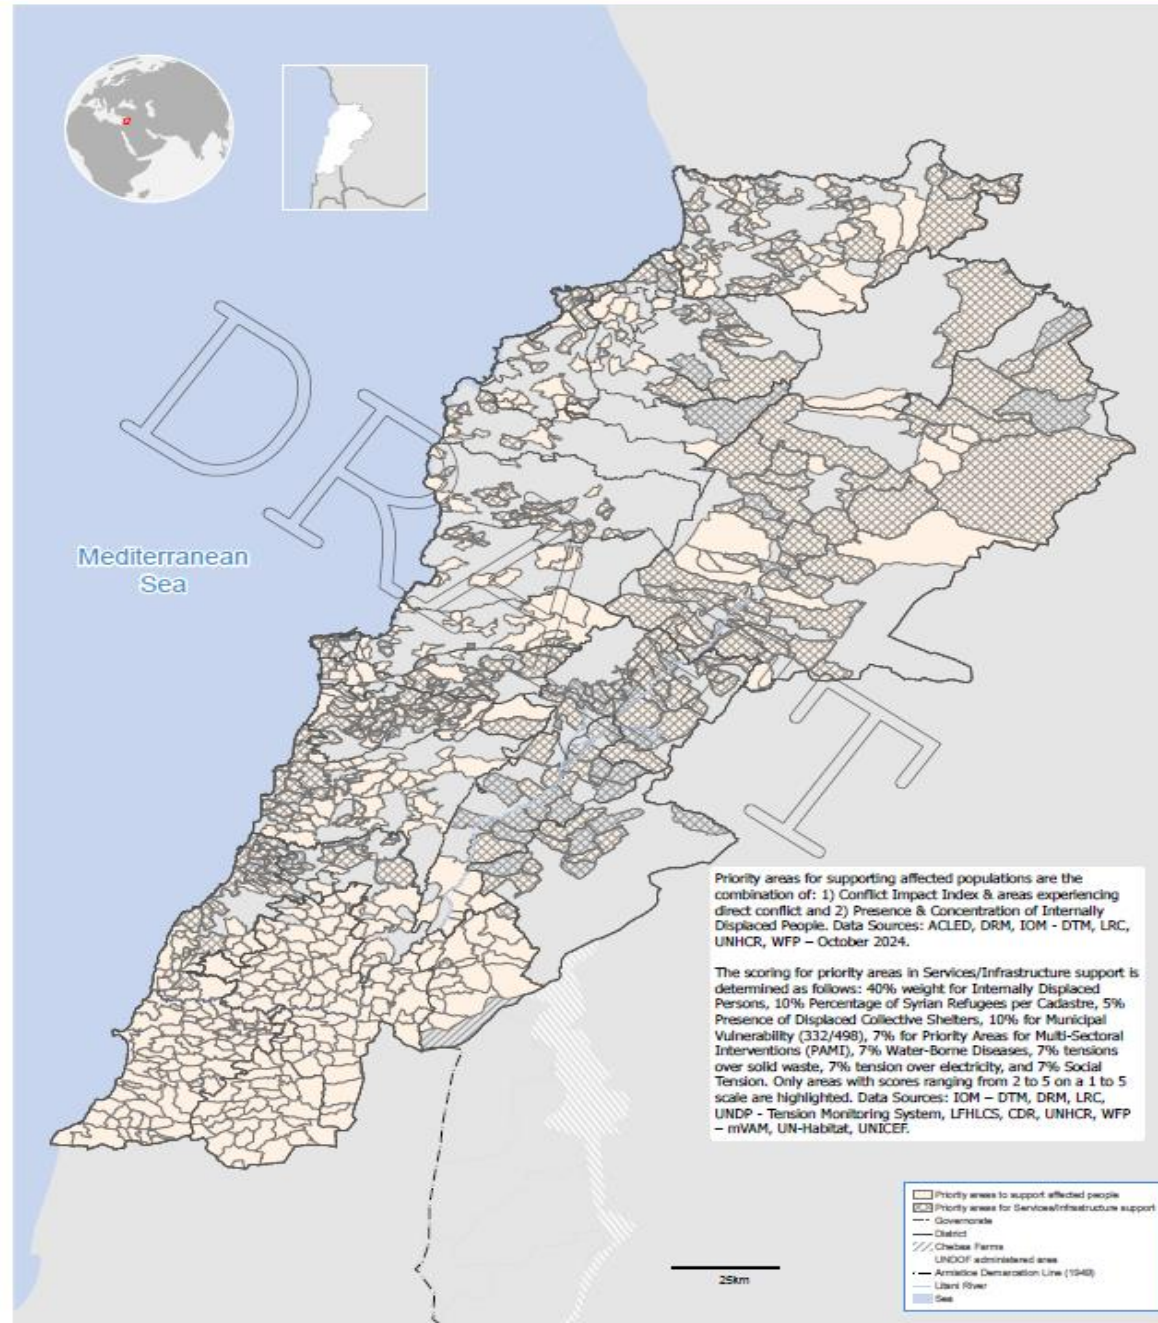 DRAFT
Mediterranean
Sea
Priority areas for supporting affected populations are the
combination of: 1) Conflict Impact Index & areas experiencing
direct conflict and 2) Presence & Concentration of Internally
Displaced People. Data Sources: ACLED, DRM, IOM - DTM, LRC,
UNHCR, WFP – October 2024.
The scoring for priority areas in Services/Infrastructure support is
determined as follows: 40% weight for Internally Displaced
Persons, 10% Percentage of Syrian Refugees per Cadastre, 5%
Presence of Displaced Collective Shelters, 10% for Municipal
Vulnerability (332/498), 7% for Priority Areas for Multi-Sectoral
Interventions (PAMI), 7% Water-Borne Diseases, 7% tensions
over solid waste, 7% tension over electricity, and 7% Social
Tension. Only areas with scores ranging from 2 to 5 on a 1 to 5
scale are highlighted. Data Sources: IOM – DTM, DRM, LRC,
UNDP - Tension Monitoring System, LFHLCS, CDR, UNHCR, WFP
– mVAM, UN-Habitat, UNICEF.
Priority areas to support affected people
Priority areas for Services/Infrastructure support
Governorate
District
Chebaa Farms
UNDOF administered area
Armistice Demarcation Line (1949)
Litani River
Sea
25km